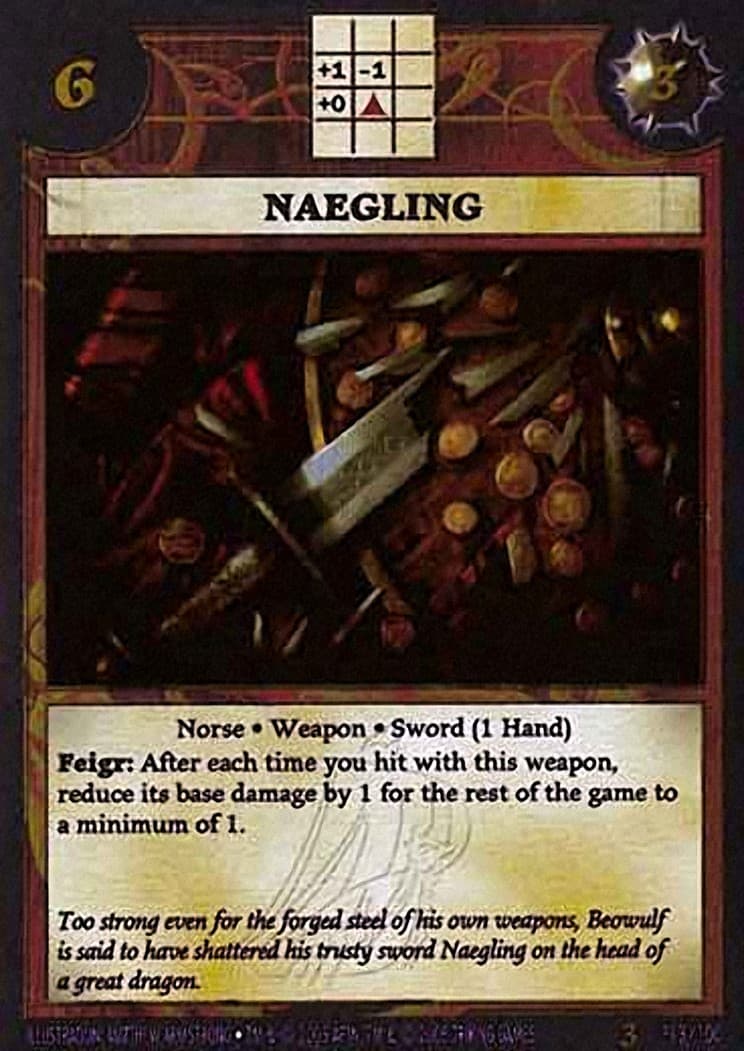 6
+1 -1
3
+0
NAEGLING
Norse • Weapon • Sword (1 Hand)
Feigr: After each time you hit with this weapon,
reduce its base damage by 1 for the rest of the game to
a minimum of 1.
Too strong even for the forged steel of his own weapons, Beowulf
is said to have shattered his trusty sword Naegling on the head of
a great dragon.
3